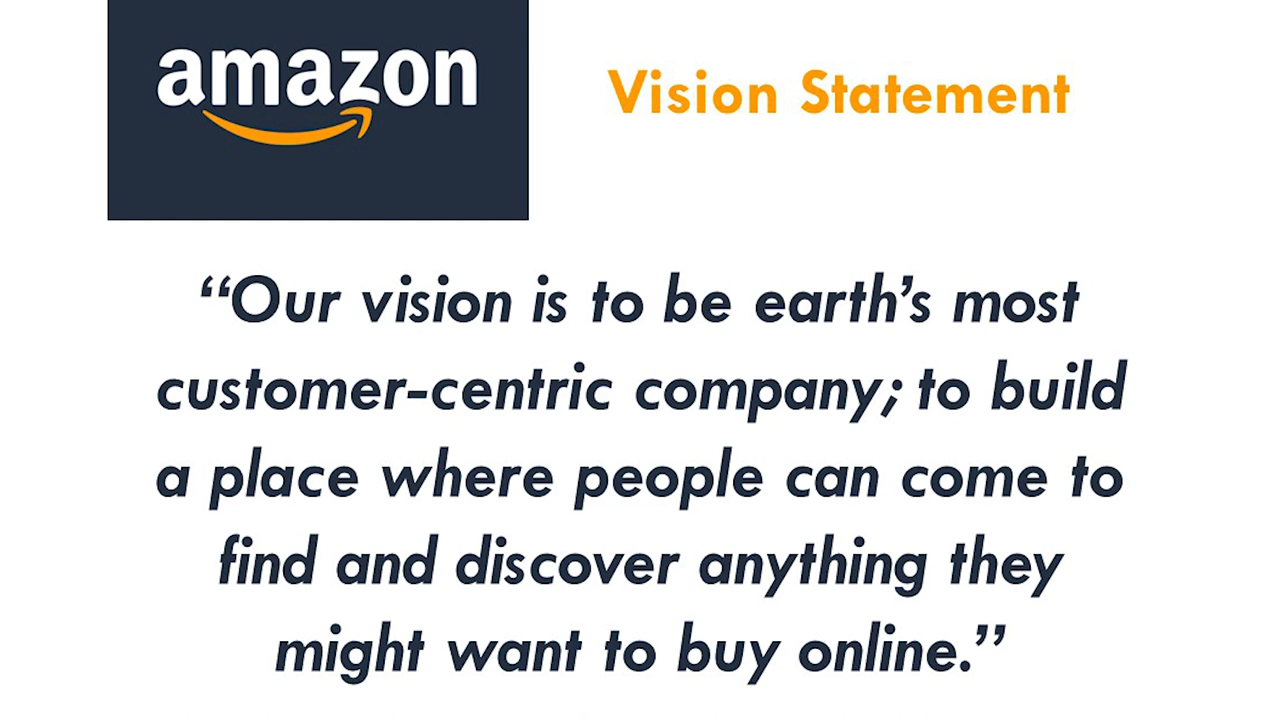 amazon
Vision Statement
“Our vision is to be earth’s most
customer-centric company; to build
a place where people can come to
find and discover anything they
might want to buy online.”